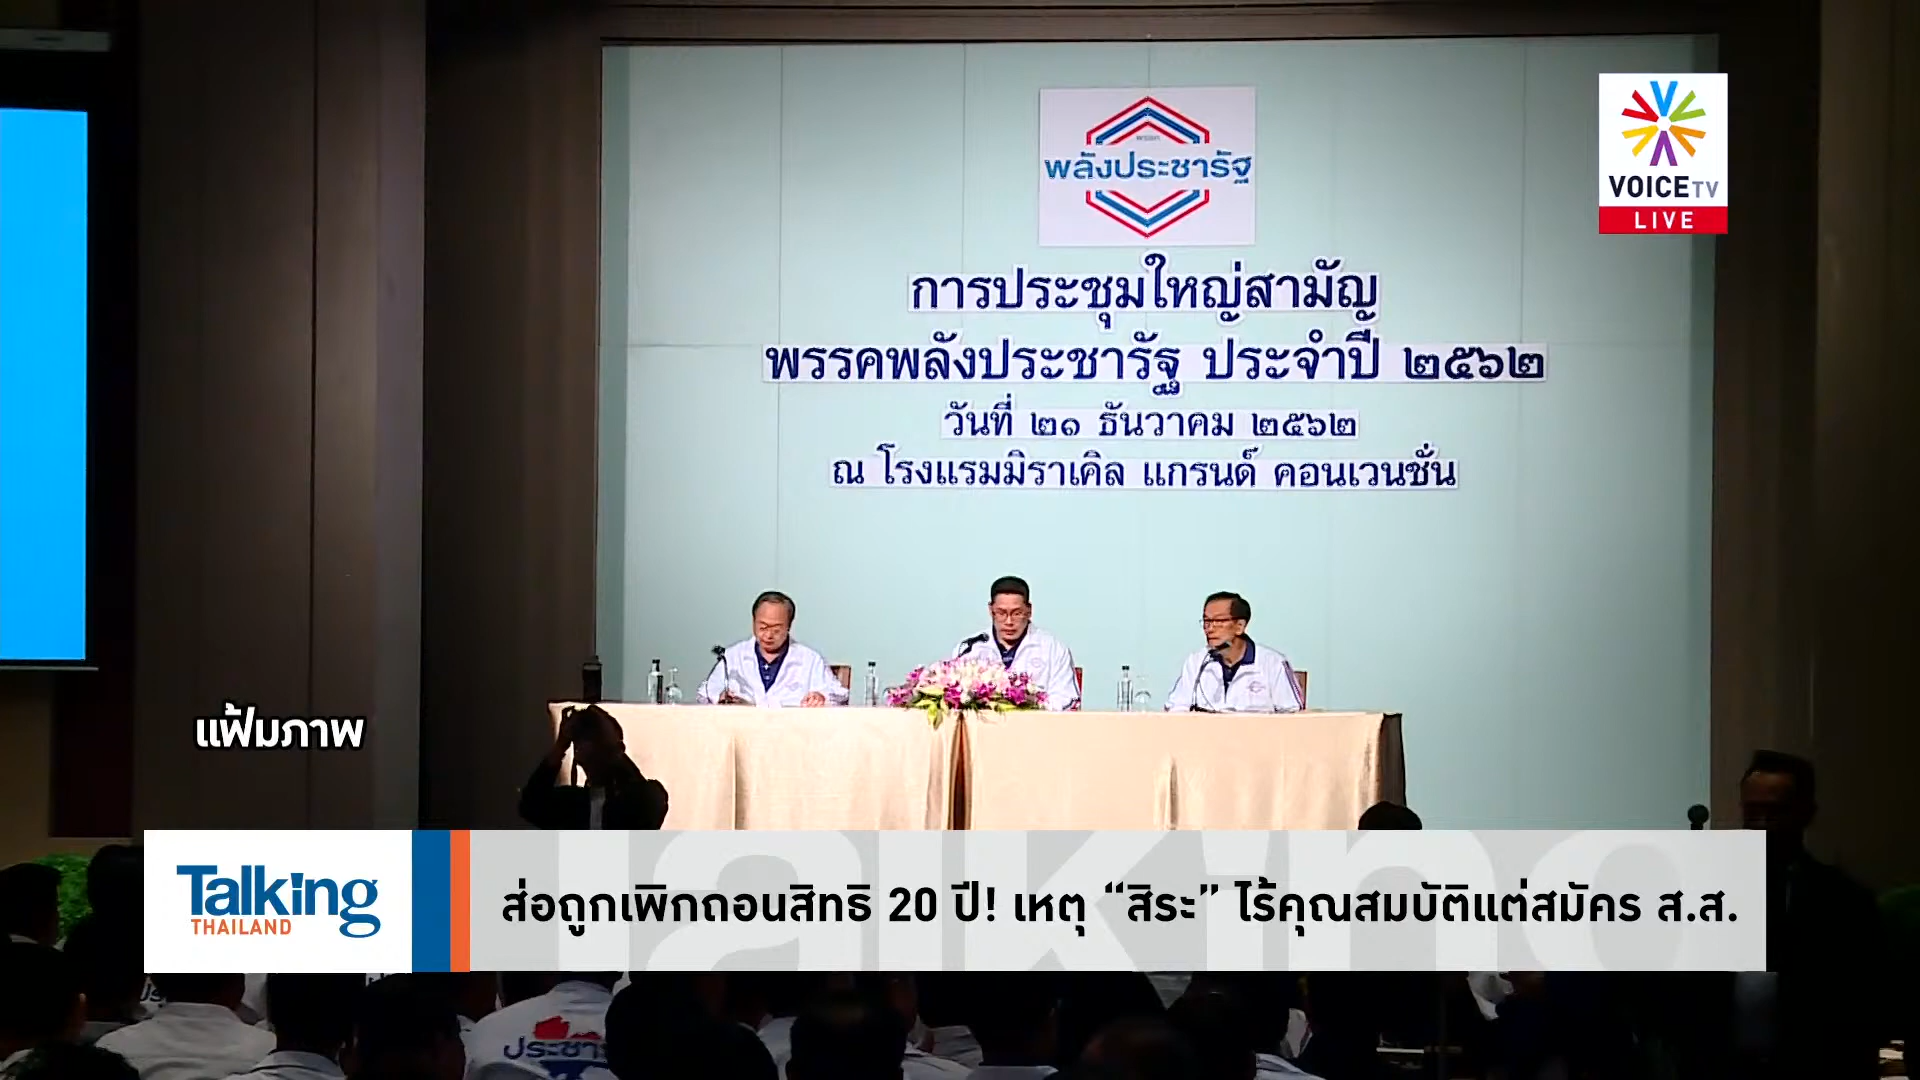 VOICE TV
LIVE
พรรค
พลังประชารัฐ
การประชุมใหญ่สามัญ
พรรคพลังประชารัฐ ประจำปี ๒๕๖๒
วันที่ ๒๑ ธันวาคม ๒๕๖๒
ณ โรงแรมมิราเคิล แกรนด์ คอนเวนชั่น
แฟ้มภาพ
Talking
THAILAND
ส่อถูกเพิกถอนสิทธิ 20 ปี! เหตุ “สิระ” ไร้คุณสมบัติแต่สมัคร ส.ส.
Talking